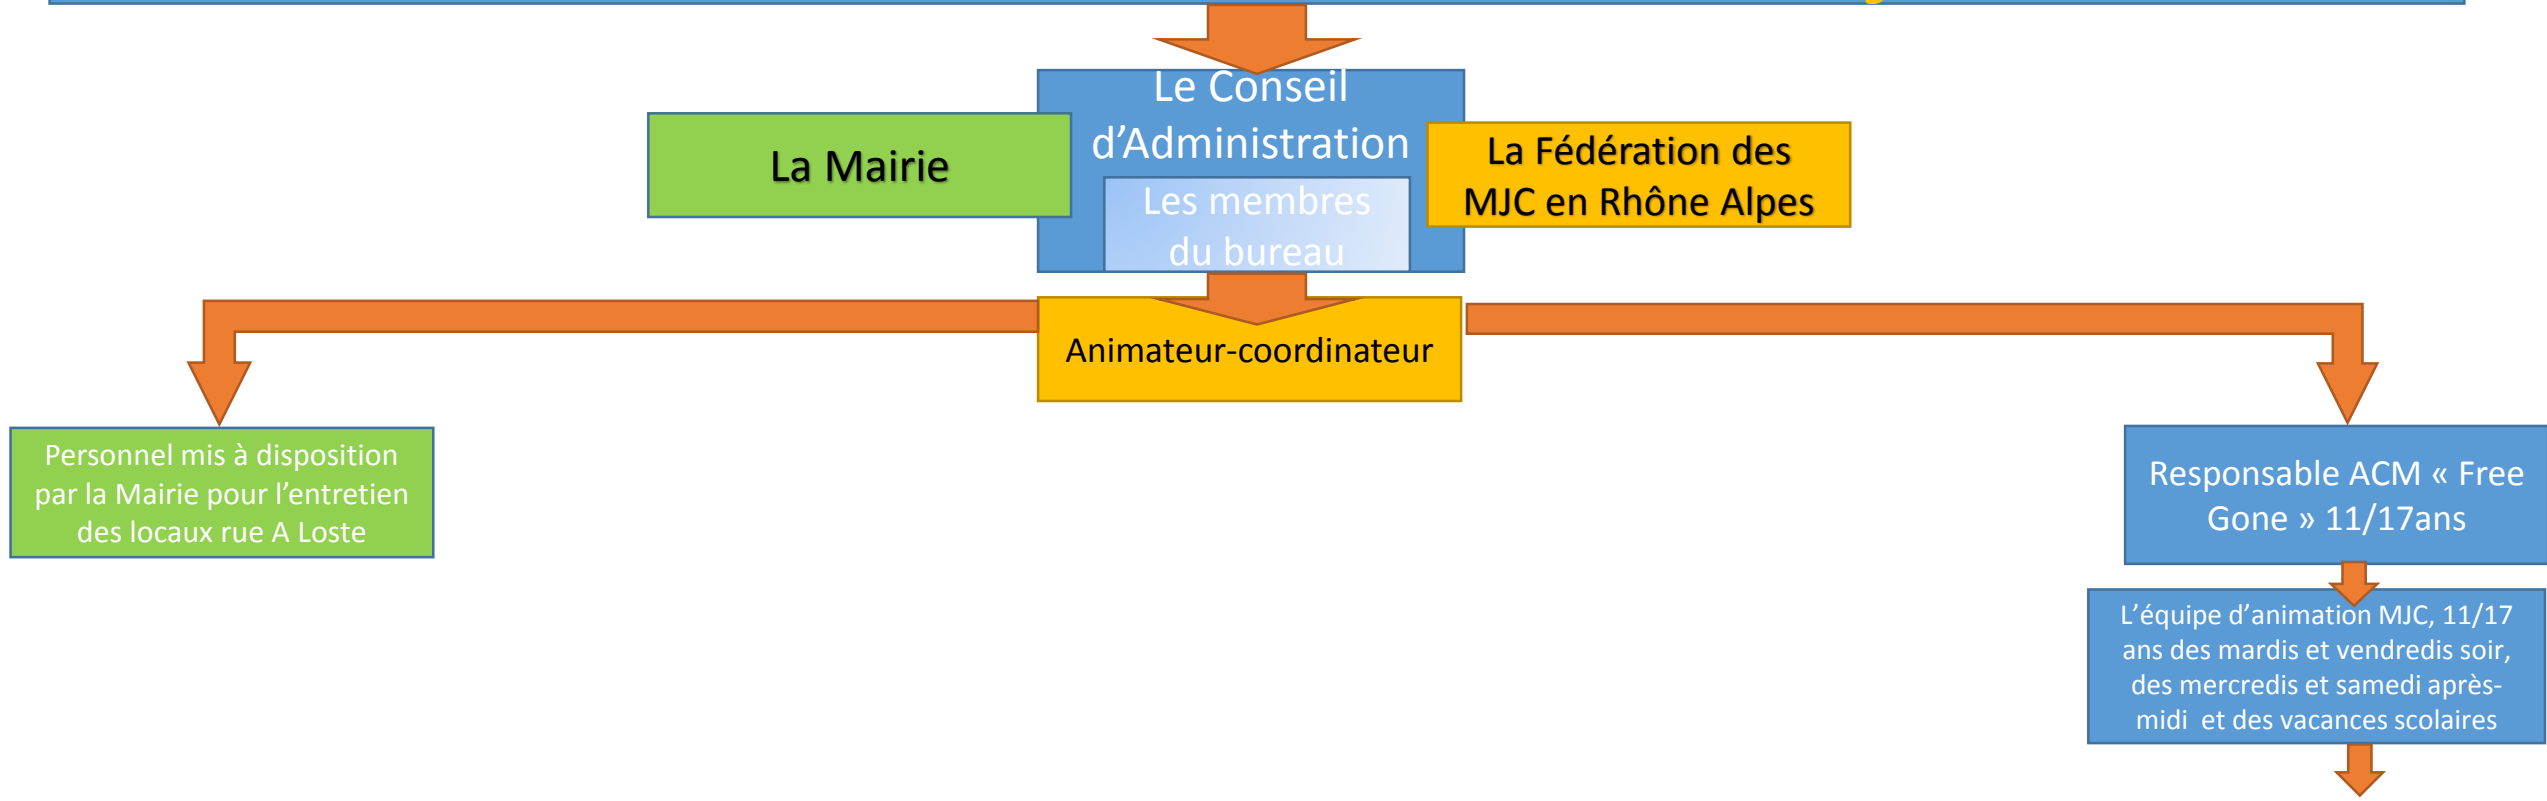 Le Conseil
d’Administration
La Mairie
La Fédération des
MJC en Rhône Alpes
Les membres
du bureau
Animateur-coordinateur
Personnel mis à disposition
par la Mairie pour l’entretien
des locaux rue A Loste
Responsable ACM « Free
Gone » 11/17ans
L’équipe d’animation MJC, 11/17
ans des mardis et vendredis soir,
des mercredis et samedi après-
midi  et des vacances scolaires